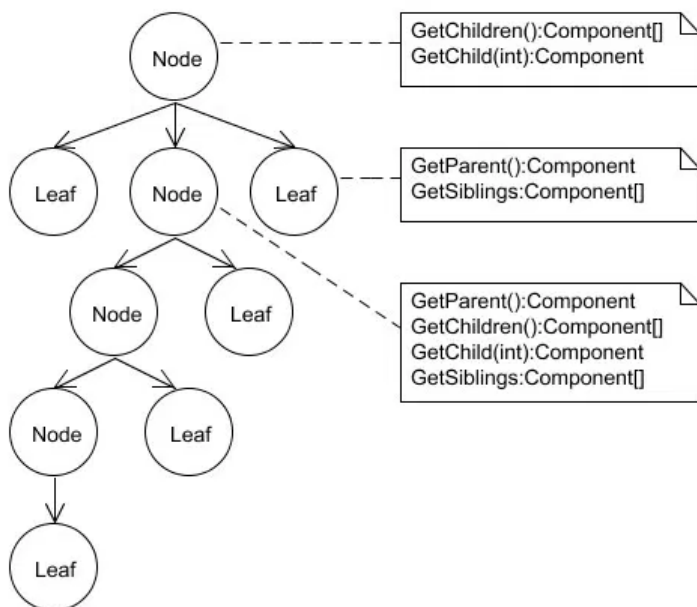 Node
GetChildren():Component[]
GetChild(int):Component
Leaf
Node
Leaf
GetParent():Component
GetSiblings:Component[]
Node
Leaf
GetParent():Component
GetChildren():Component[]
GetChild(int):Component
GetSiblings:Component[]
Node
Leaf
Leaf